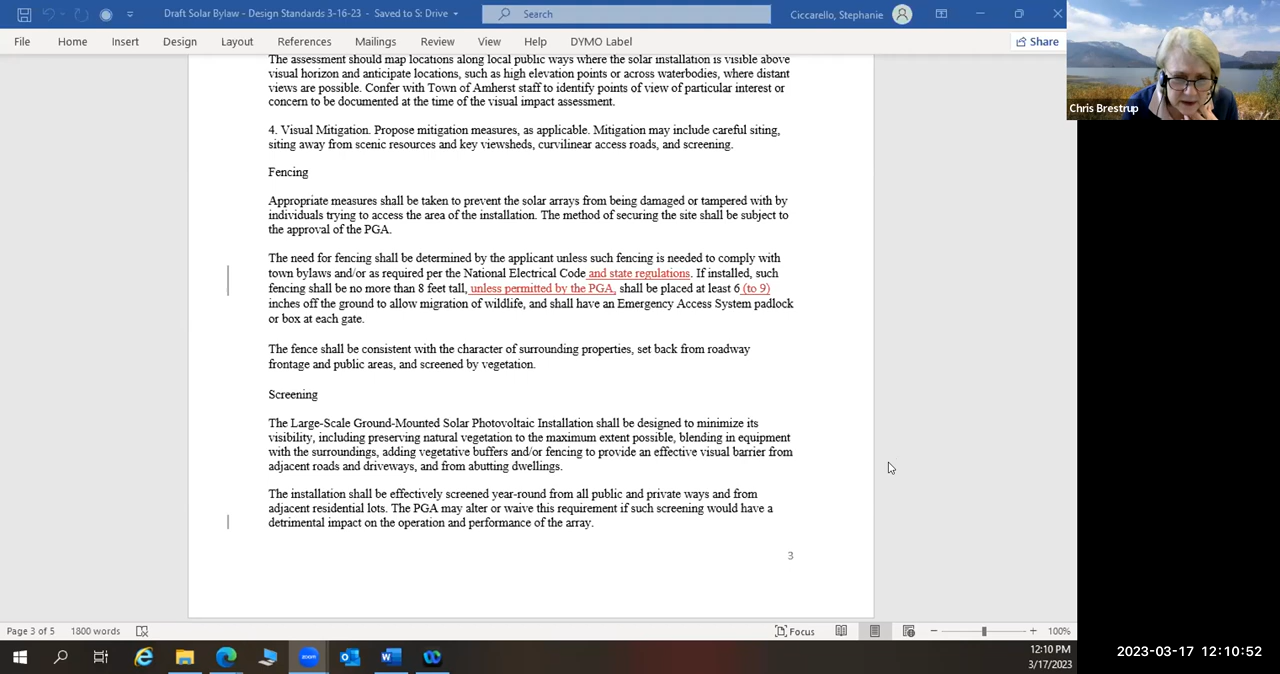 Draft Solar Bylaw - Design Standards 3-16-23 - Saved to S: Drive
Search
Ciccarello, Stephanie
File Home Insert Design Layout References Mailings Review View Help DYMO Label
Share
The assessment should map locations along local public ways where the solar installation is visible above
visual horizon and anticipate locations, such as high elevation points or across waterbodies, where distant
views are possible. Confer with Town of Amherst staff to identify points of view of particular interest or
concern to be documented at the time of the visual impact assessment.
4. Visual Mitigation. Propose mitigation measures, as applicable. Mitigation may include careful siting,
siting away from scenic resources and key viewsheds, curvilinear access roads, and screening.
Fencing
Appropriate measures shall be taken to prevent the solar arrays from being damaged or tampered with by
individuals trying to access the area of the installation. The method of securing the site shall be subject to
the approval of the PGA.
The need for fencing shall be determined by the applicant unless such fencing is needed to comply with
town bylaws and/or as required per the National Electrical Code and state regulations. If installed, such
fencing shall be no more than 8 feet tall, unless permitted by the PGA, shall be placed at least 6 (to 9)
inches off the ground to allow migration of wildlife, and shall have an Emergency Access System padlock
or box at each gate.
The fence shall be consistent with the character of surrounding properties, set back from roadway
frontage and public areas, and screened by vegetation.
Screening
The Large-Scale Ground-Mounted Solar Photovoltaic Installation shall be designed to minimize its
visibility, including preserving natural vegetation to the maximum extent possible, blending in equipment
with the surroundings, adding vegetative buffers and/or fencing to provide an effective visual barrier from
adjacent roads and driveways, and from abutting dwellings.
The installation shall be effectively screened year-round from all public and private ways and from
adjacent residential lots. The PGA may alter or waive this requirement if such screening would have a
detrimental impact on the operation and performance of the array.
3
Page 3 of 5 1800 words
Focus
100%
zoom
12:10 PM
3/17/2023
Chris Brestrup
2023-03-17 12:10:52